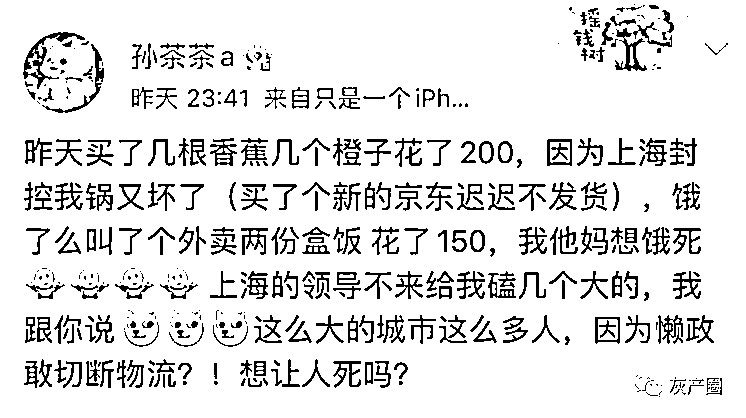 摇钱树
孙茶茶a
昨天 23:41 来自只是一个iPh...
昨天买了几根香蕉几个橙子花了200，因为上海封
控我锅又坏了（买了个新的京东迟迟不发货），饿
了么叫了个外卖两份盒饭 花了150，我他妈想饿死
上海的领导不来给我磕几个大的，我
跟你说 这么大的城市这么多人，因为懒政
敢切断物流？！想让人死吗？
灰产圈